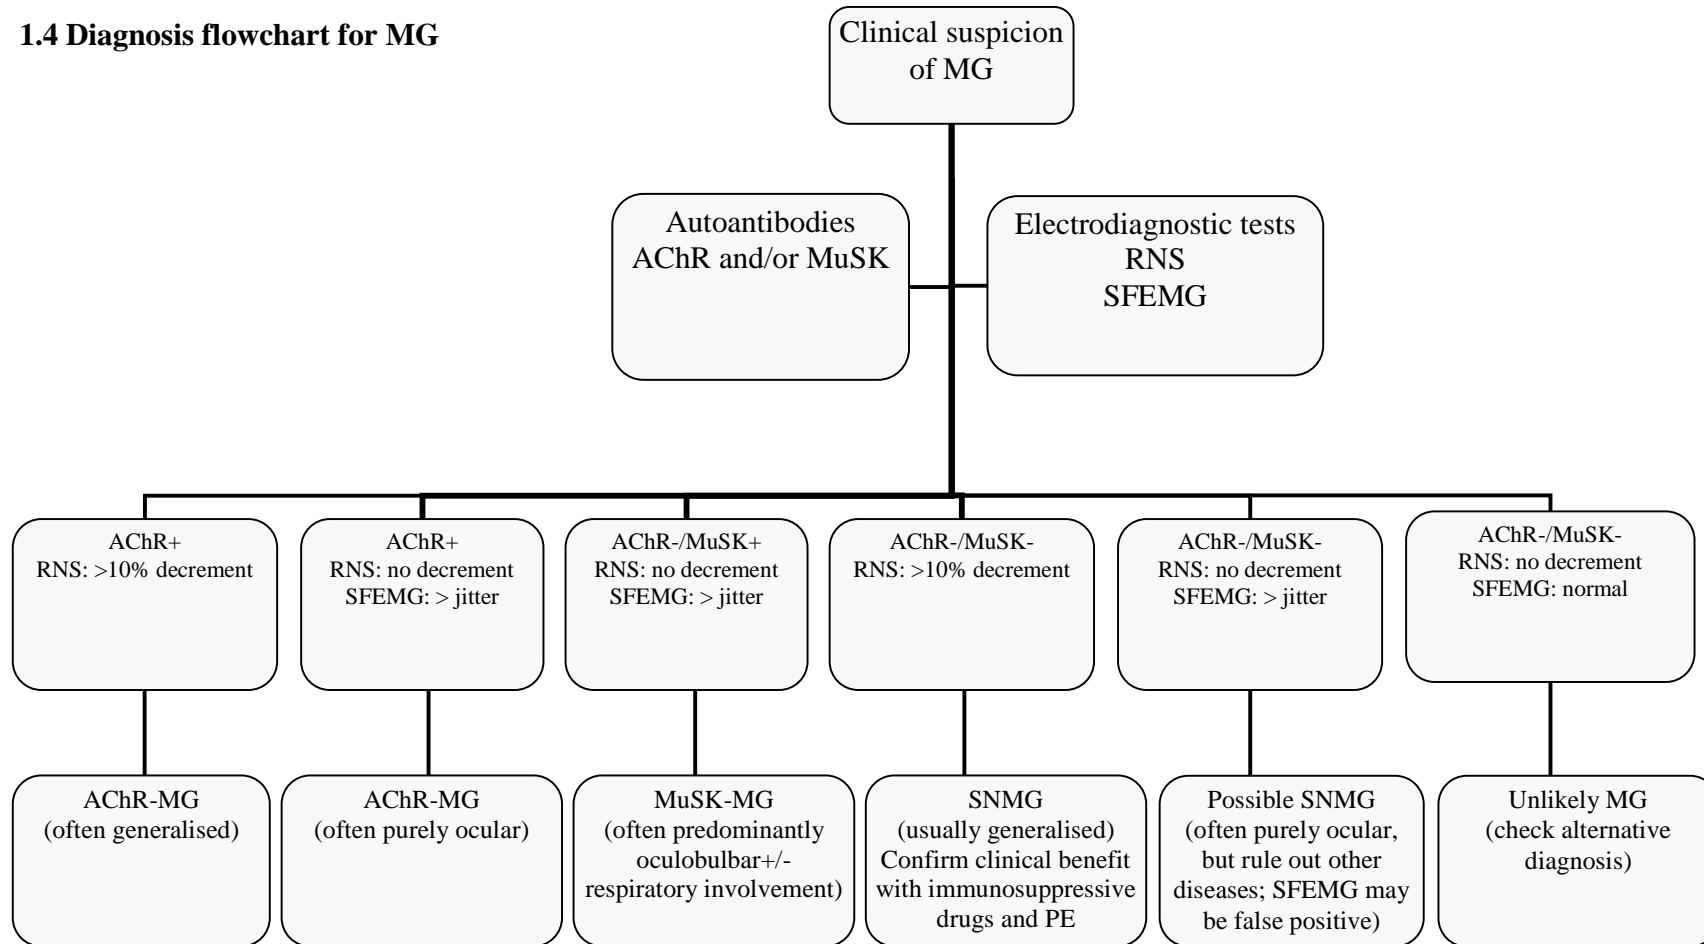 1.4 Diagnosis flowchart for MG
Clinical suspicion
of MG
Autoantibodies
AChR and/or MuSK
Electrodiagnostic tests
RNS
SFEMG
AChR+
RNS: >10% decrement
AChR+
RNS: no decrement
SFEMG: > jitter
AChR-/MuSK+
RNS: no decrement
SFEMG: > jitter
AChR-/MuSK-
RNS: >10% decrement
AChR-/MuSK-
RNS: no decrement
SFEMG: > jitter
AChR-/MuSK-
RNS: no decrement
SFEMG: normal
AChR-MG
(often generalised)
AChR-MG
(often purely ocular)
MuSK-MG
(often predominantly
oculobulbar+/-
respiratory involvement)
SNMG
(usually generalised)
Confirm clinical benefit
with immunosuppressive
drugs and PE
Possible SNMG
(often purely ocular,
but rule out other
diseases; SFEMG may
be false positive)
Unlikely MG
(check alternative
diagnosis)